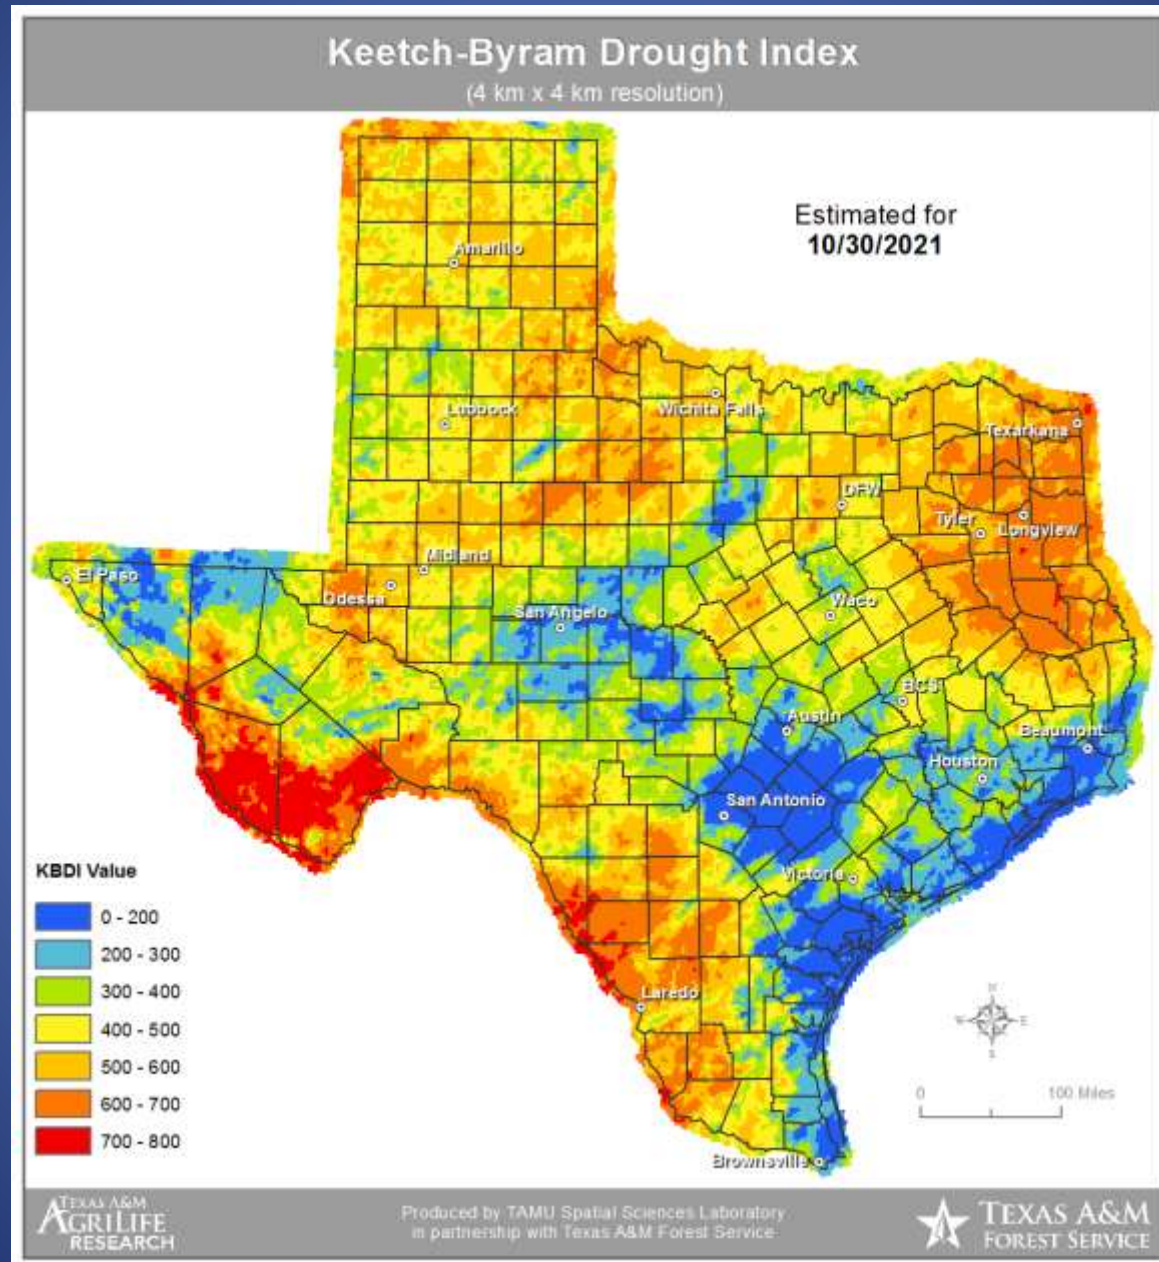 Keetch-Byram Drought Index
(4 km x 4 km resolution)
Estimated for
10/30/2021
Amarillo
Lubbock
Wichita Falls
Texarkana
DFW
Tyler
Longview
Midland
El Paso
Odessa
San Angelo
Waco
BCS
Austin
Beaumont
Houston
San Antonio
Victoria
Laredo
Brownsville
KBDI Value
0 - 200
200 - 300
300 - 400
400 - 500
500 - 600
600 - 700
700 - 800
N
W E
S
0 100 Miles
TEXAS A&M
AGRILIFE
RESEARCH
Produced by TAMU Spatial Sciences Laboratory
in partnership with Texas A&M Forest Service
TEXAS A&M
FOREST SERVICE